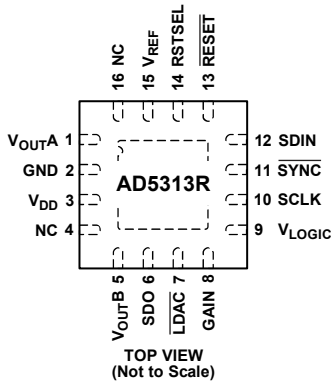 16 NC
15 VREF
14 RSTSEL
13 RESET
VOUTA 1
GND 2
VDD 3
NC 4
AD5313R
12 SDIN
11 SYNC
10 SCLK
9 VLOGIC
VOUTB 5
SDO 6
LDAC 7
GAIN 8
TOP VIEW
(Not to Scale)